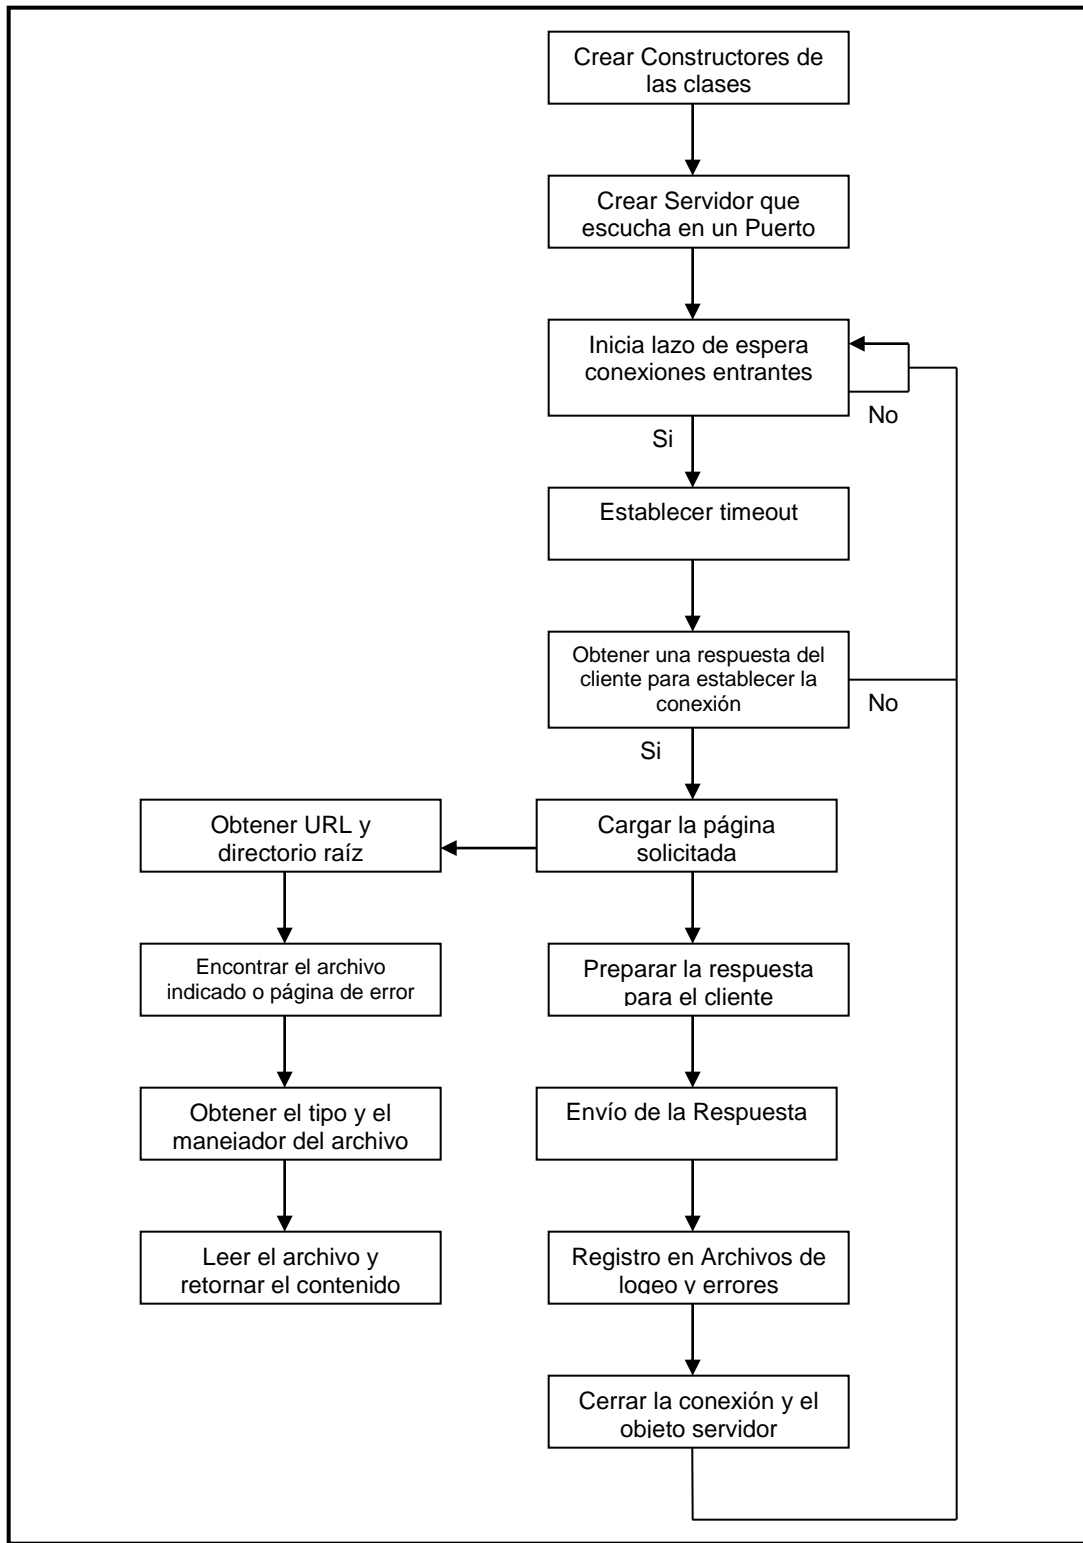 Crear Constructores de
las clases
Crear Servidor que
escucha en un Puerto
Inicia lazo de espera
conexiones entrantes
No
Si
Establecer timeout
Obtener una respuesta del
cliente para establecer la
conexión
No
Si
Cargar la página
solicitada
Obtener URL y
directorio raíz
Encontrar el archivo
indicado o página de error
Obtener el tipo y el
manejador del archivo
Leer el archivo y
retornar el contenido
Preparar la respuesta
para el cliente
Envío de la Respuesta
Registro en Archivos de
logeo y errores
Cerrar la conexión y el
objeto servidor